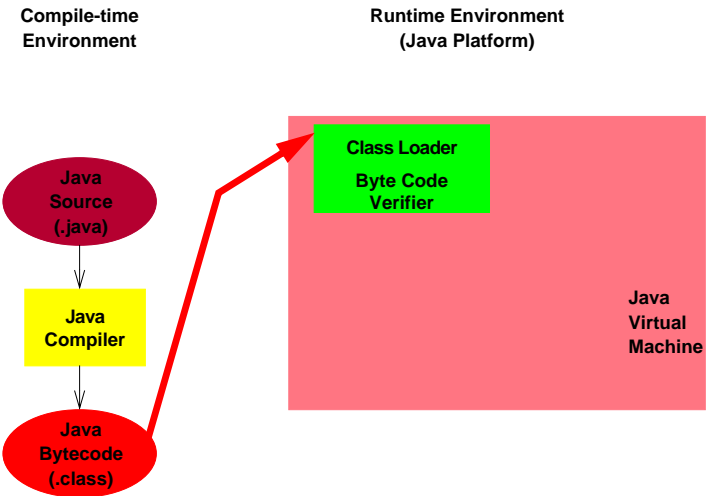 Compile-time
Environment
Runtime Environment
(Java Platform)
Class Loader
Byte Code
Verifier
Java
Source
(.java)
Java
Compiler
Java
Virtual
Machine
Java
Bytecode
(.class)